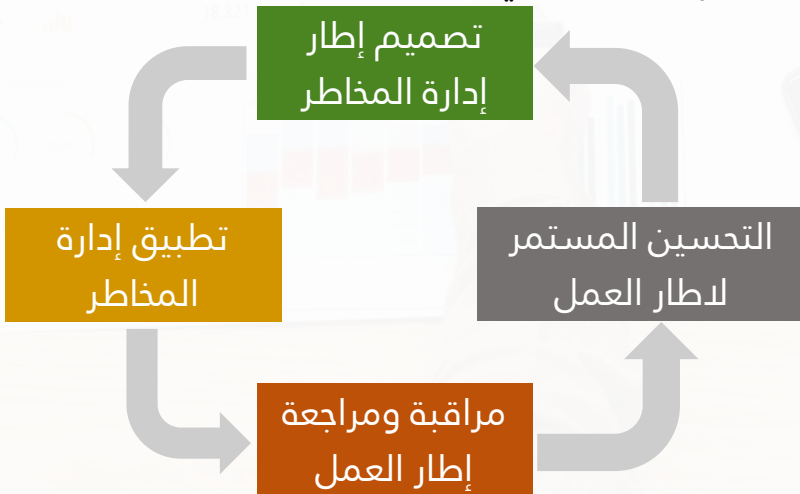 تصميم إطار
إدارة المخاطر
تطبيق إدارة
المخاطر
مراقبة ومراجعة
إطار العمل
التحسين المستمر
لاطار العمل